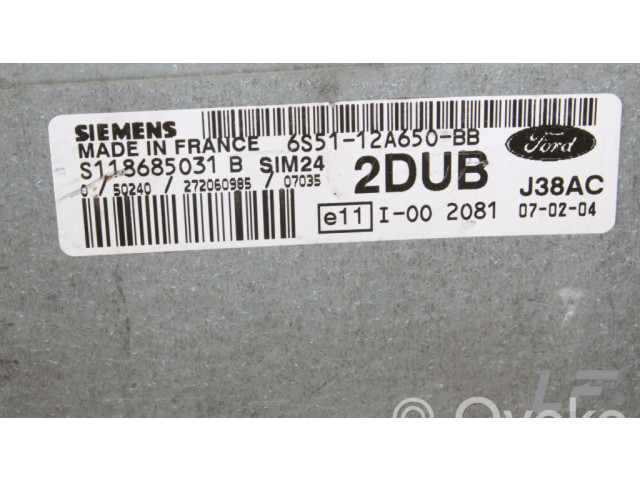 SIEMENS
MADE IN FRANCE 6S51-12A650-BB
S118685031 B SIM24
0 / 50240 / 272060985 / 07035
2DUB
Ford
J38AC
e11 I-00 2081 07-02-04
LF